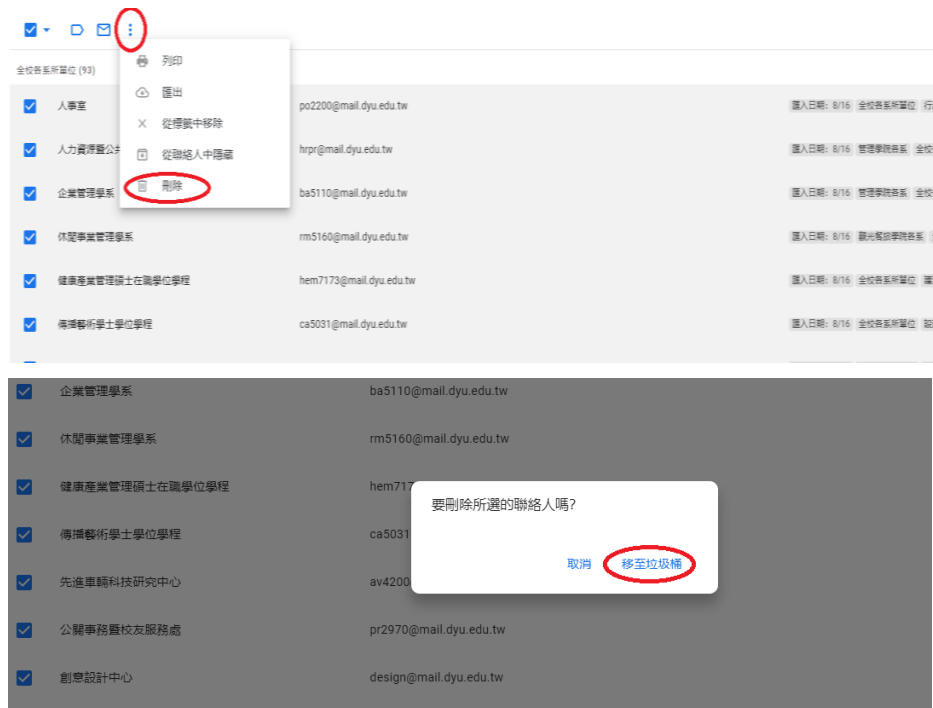 全校各系所單位 (93)
列印
匯出
從標籤中移除
從聯絡人中隱藏
刪除
人事室 po2200@mail.dyu.edu.tw 匯入日期: 8/16 全校各系所單位
人力資源暨公共 hrpr@mail.dyu.edu.tw 匯入日期: 8/16 管理學院各系 全校
企業管理學系 ba5110@mail.dyu.edu.tw 匯入日期: 8/16 管理學院各系 全校
休閒事業管理學系 rm5160@mail.dyu.edu.tw 匯入日期: 8/16 觀光餐旅學院各系
健康產業管理碩士在職學位學程 hem7173@mail.dyu.edu.tw 匯入日期: 8/16 全校各系所單位
傳播藝術學士學位學程 ca5031@mail.dyu.edu.tw 匯入日期: 8/16 全校各系所單位
企業管理學系 ba5110@mail.dyu.edu.tw
休閒事業管理學系 rm5160@mail.dyu.edu.tw
健康產業管理碩士在職學位學程 hem717
傳播藝術學士學位學程 ca5031
先進車輛科技研究中心 av4200
公關事務暨校友服務處 pr2970@mail.dyu.edu.tw
創意設計中心 design@mail.dyu.edu.tw
要刪除所選的聯絡人嗎?
取消 移至垃圾桶